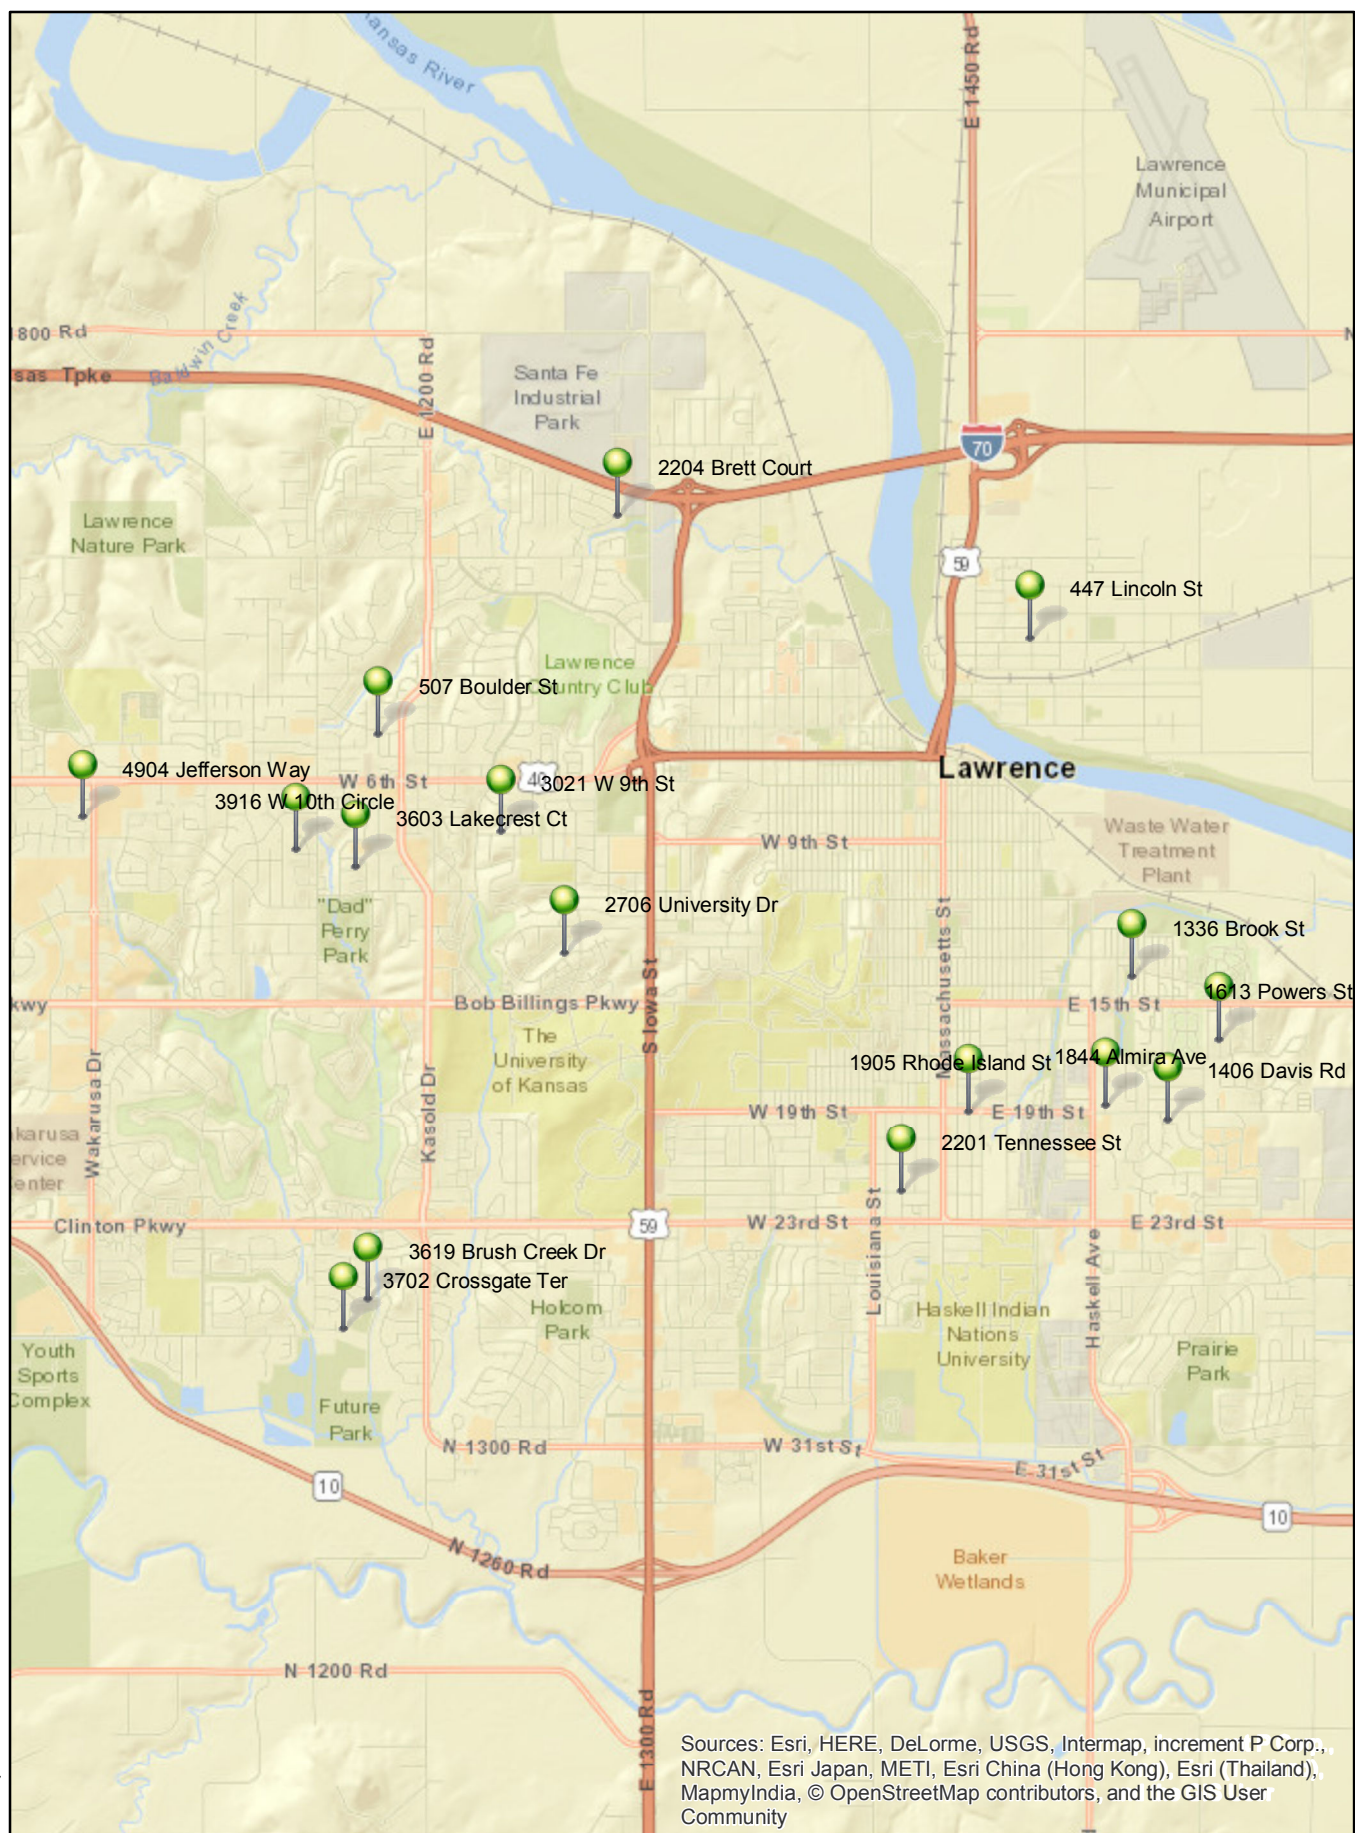 Kansas River
E 1450 Rd
Lawrence
Municipal
Airport
1800 Rd
Baldwin Creek
sas Tpke
E 1200 Rd
Santa Fe
Industrial
Park
70
2204 Brett Court
Lawrence
Nature Park
59
447 Lincoln St
Lawrence
Country Club
507 Boulder St
4904 Jefferson Way
W 6th St
40
3021 W 9th St
Lawrence
3916 W 10th Circle
3603 Lakecrest Ct
W 9th St
Waste Water
Treatment
Plant
"Dad"
Perry
Park
2706 University Dr
Massachusetts St
1336 Brook St
S Iowa St
1613 Powers St
kwy
Bob Billings Pkwy
E 15th St
The
University
of Kansas
Wakarusa Dr
Kasold Dr
1905 Rhode Island St
1844 Almira Ave
1406 Davis Rd
W 19th St
E 19th St
akarusa
ervice
enter
2201 Tennessee St
Louisiana St
Clinton Pkwy
59
W 23rd St
E 23rd St
Haskell Ave
3619 Brush Creek Dr
3702 Crossgate Ter
Holcom
Park
Haskell Indian
Nations
University
Prairie
Park
Youth
Sports
Complex
Future
Park
N 1300 Rd
W 31st St
E 31st St
10
10
N 1260 Rd
Baker
Wetlands
N 1200 Rd
E 1300 Rd
Sources: Esri, HERE, DeLorme, USGS, Intermap, increment P Corp.,
NRCAN, Esri Japan, METI, Esri China (Hong Kong), Esri (Thailand),
MapmyIndia, © OpenStreetMap contributors, and the GIS User
Community